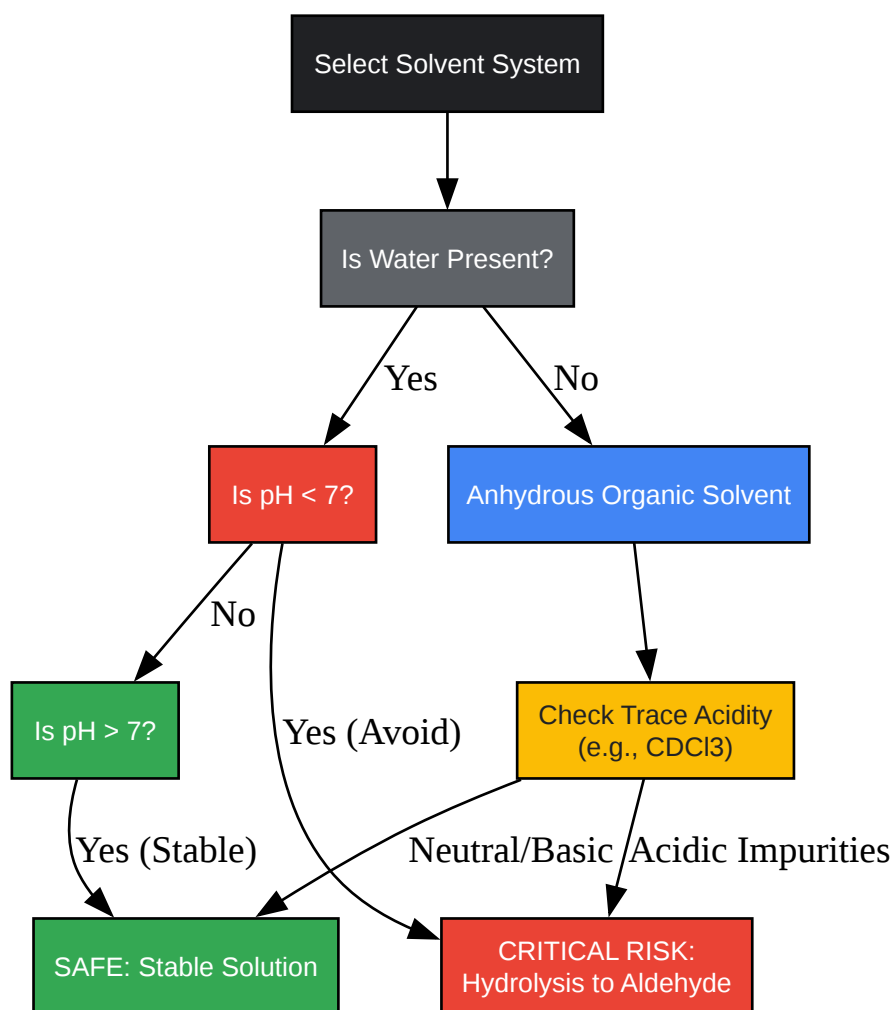 Select Solvent System
Is Water Present?
Yes
No
Is pH < 7?
Anhydrous Organic Solvent
No
Is pH > 7?
Yes (Avoid)
Check Trace Acidity
(e.g., CDCl3)
Yes (Stable)
Neutral/Basic
Acidic Impurities
SAFE: Stable Solution
CRITICAL RISK:
Hydrolysis to Aldehyde